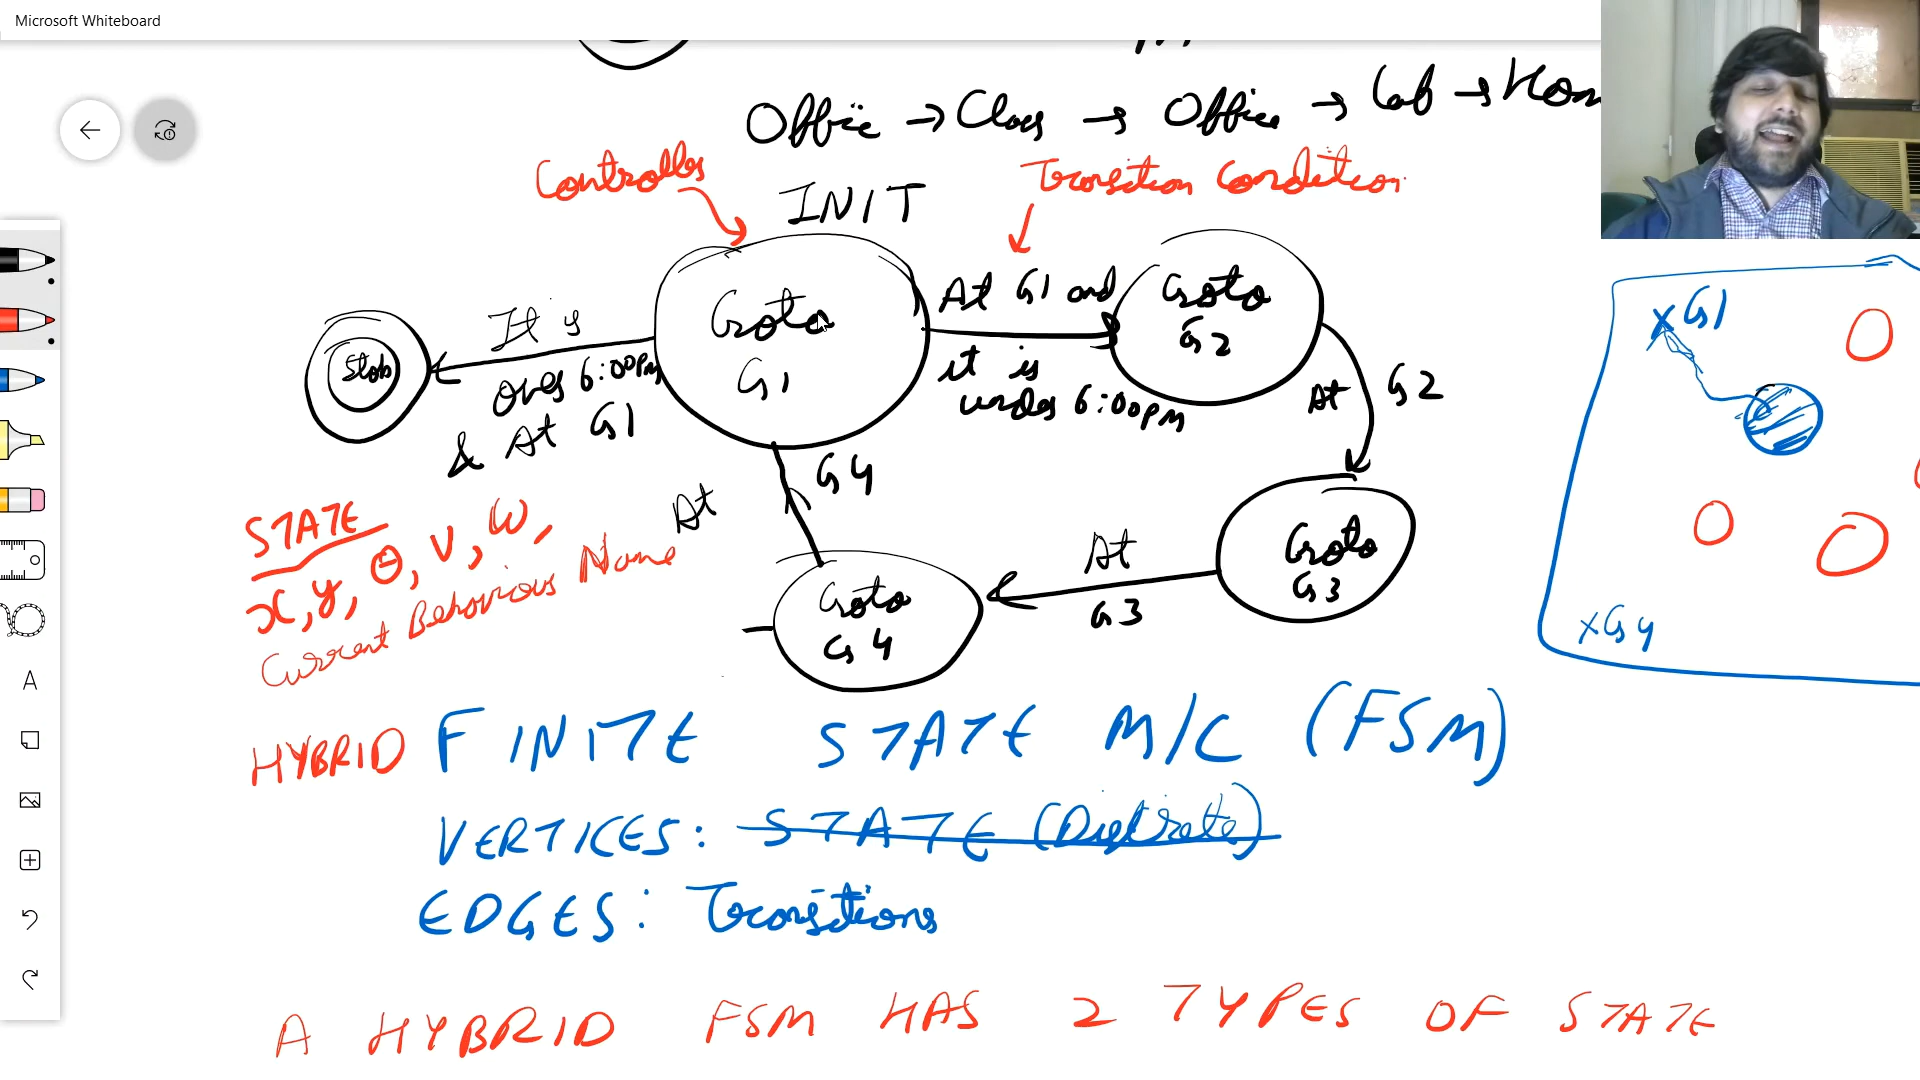 Microsoft Whiteboard
Office → Class → Office → Lab → Hom
Controller
Transition Condition
INIT
Goto
G1
At G1 and
it is
under 6:00PM
Goto
G2
It is
over 6:00PM
& At G1
Stop
At G2
Goto
G3
At
G3
Goto
G4
At G4
STATE
x, y, Θ, v, ω,
Current Behaviour Name
X G1
X G4
HYBRID FINITE STATE M/C (FSM)
VERTICES: STATE (Discrete)
EDGES: Transitions
A HYBRID FSM HAS 2 TYPES OF STATE
A